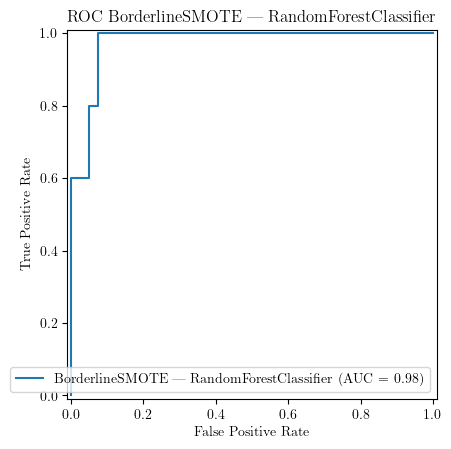 ROC BorderlineSMOTE — RandomForestClassifier
1.0
0.8
0.6
0.4
0.2
0.0
True Positive Rate
BorderlineSMOTE — RandomForestClassifier (AUC = 0.98)
0.0 0.2 0.4 0.6 0.8 1.0
False Positive Rate